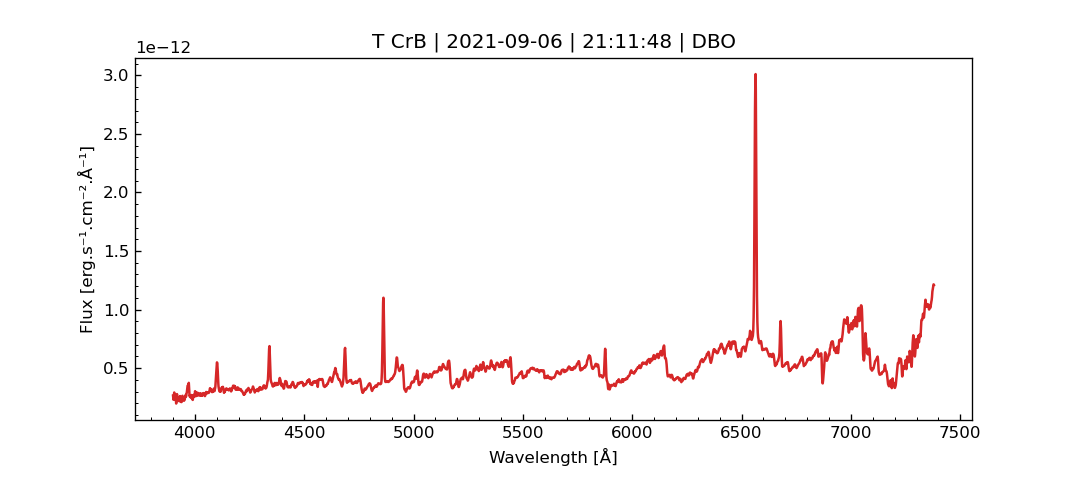 T CrB | 2021-09-06 | 21:11:48 | DBO
1e−12
3.0
2.5
2.0
1.5
1.0
0.5
Flux [erg.s⁻¹.cm⁻².Å⁻¹]
4000 4500 5000 5500 6000 6500 7000 7500
Wavelength [Å]